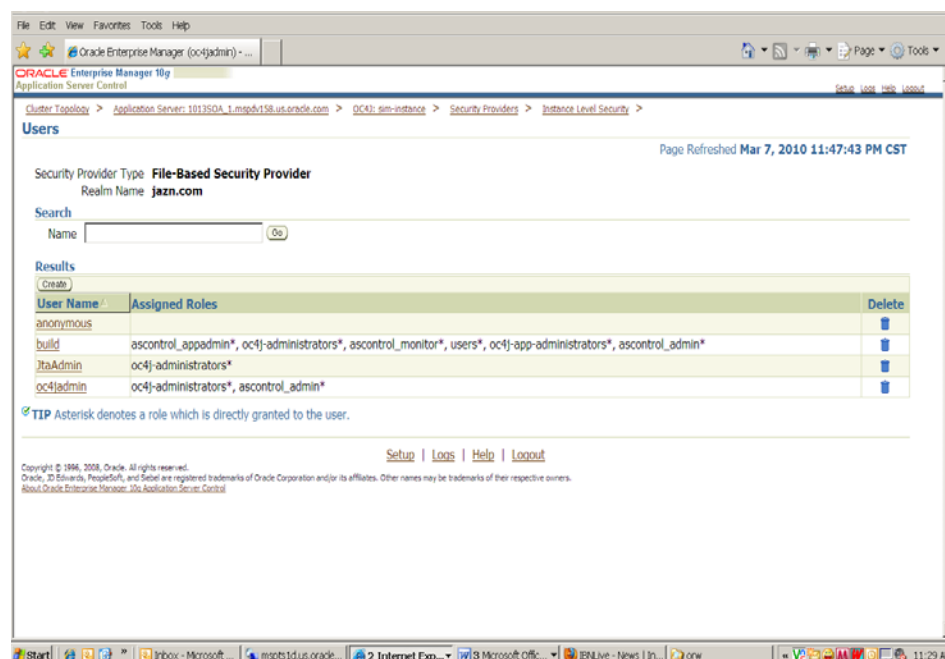 File Edit View Favorites Tools Help
Oracle Enterprise Manager (oc4jadmin) - ...
Page Tools
ORACLE Enterprise Manager 10g
Application Server Control
Setup Logs Help Logout
Cluster Topology > Application Server: 1013SOA_1.mspdv158.us.oracle.com > OC4J: sim-instance > Security Providers > Instance Level Security >
Users
Page Refreshed Mar 7, 2010 11:47:43 PM CST
Security Provider Type File-Based Security Provider
Realm Name jazn.com
Search
Name Go
Results
Create
User Name Assigned Roles Delete
anonymous
build ascontrol_appadmin*, oc4j-administrators*, ascontrol_monitor*, users*, oc4j-app-administrators*, ascontrol_admin*
JtaAdmin oc4j-administrators*
oc4jadmin oc4j-administrators*, ascontrol_admin*
TIP Asterisk denotes a role which is directly granted to the user.
Setup | Logs | Help | Logout
Copyright © 1996, 2008, Oracle. All rights reserved.
Oracle, JD Edwards, PeopleSoft, and Siebel are registered trademarks of Oracle Corporation and/or its affiliates. Other names may be trademarks of their respective owners.
About Oracle Enterprise Manager 10g Application Server Control
Start » Inbox - Microsoft ... mspts1d.us.oracle... 2 Internet Exp... 3 Microsoft Offic... IBNLive - News | In... orw « 11:29